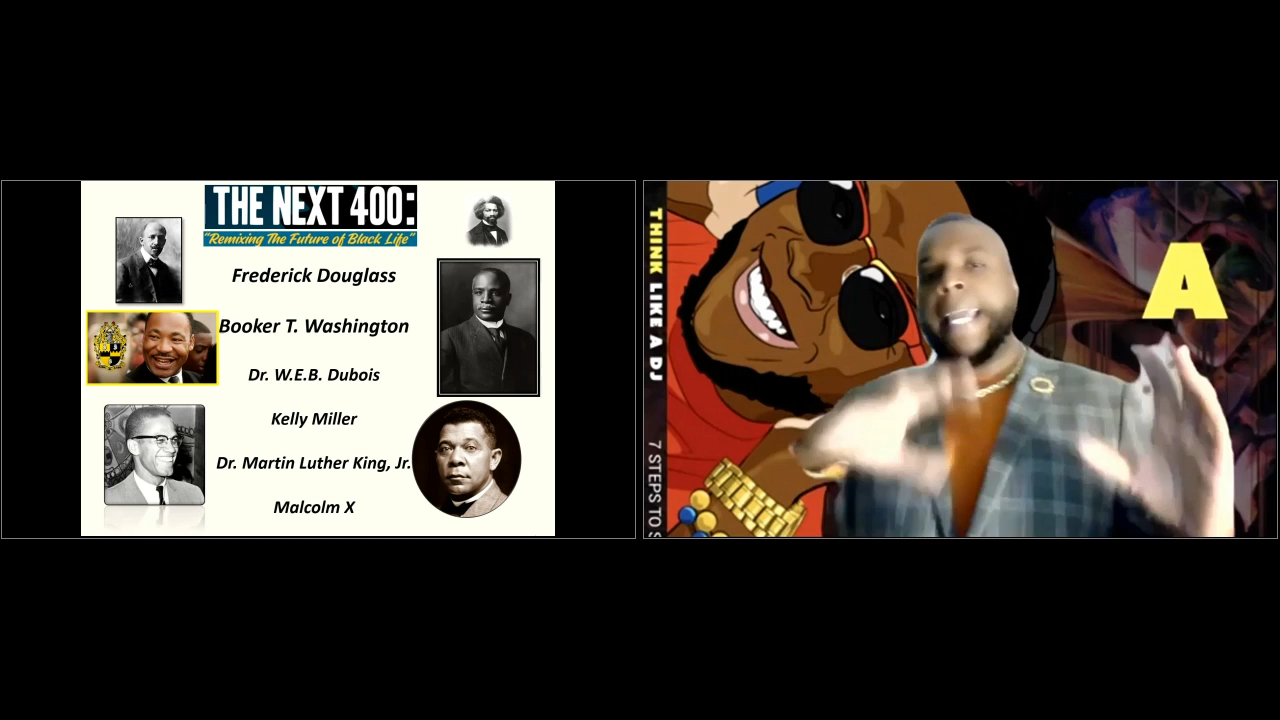 THE NEXT 400:
"Remixing The Future of Black Life"
Frederick Douglass
Booker T. Washington
Dr. W.E.B. Dubois
Kelly Miller
Dr. Martin Luther King, Jr.
Malcolm X
THINK LIKE A DJ
7 STEPS TO
A